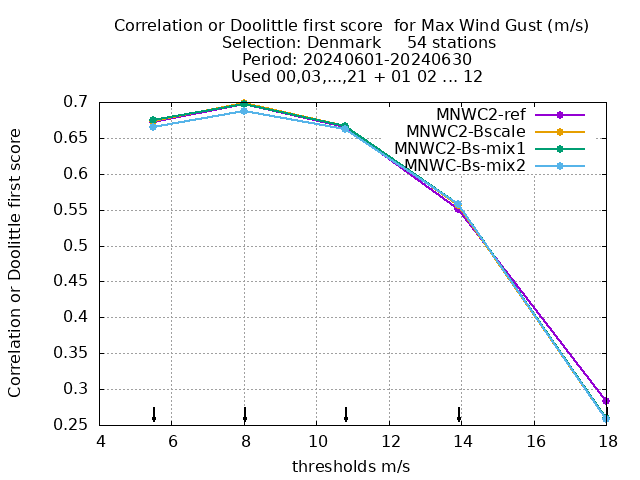 Correlation or Doolittle first score  for Max Wind Gust (m/s)
Selection: Denmark     54 stations
Period: 20240601-20240630
Used 00,03,...,21 + 01 02 ... 12
Correlation or Doolittle first score
0.7
0.65
0.6
0.55
0.5
0.45
0.4
0.35
0.3
0.25
MNWC2-ref
MNWC2-Bscale
MNWC2-Bs-mix1
MNWC-Bs-mix2
4 6 8 10 12 14 16 18
thresholds m/s